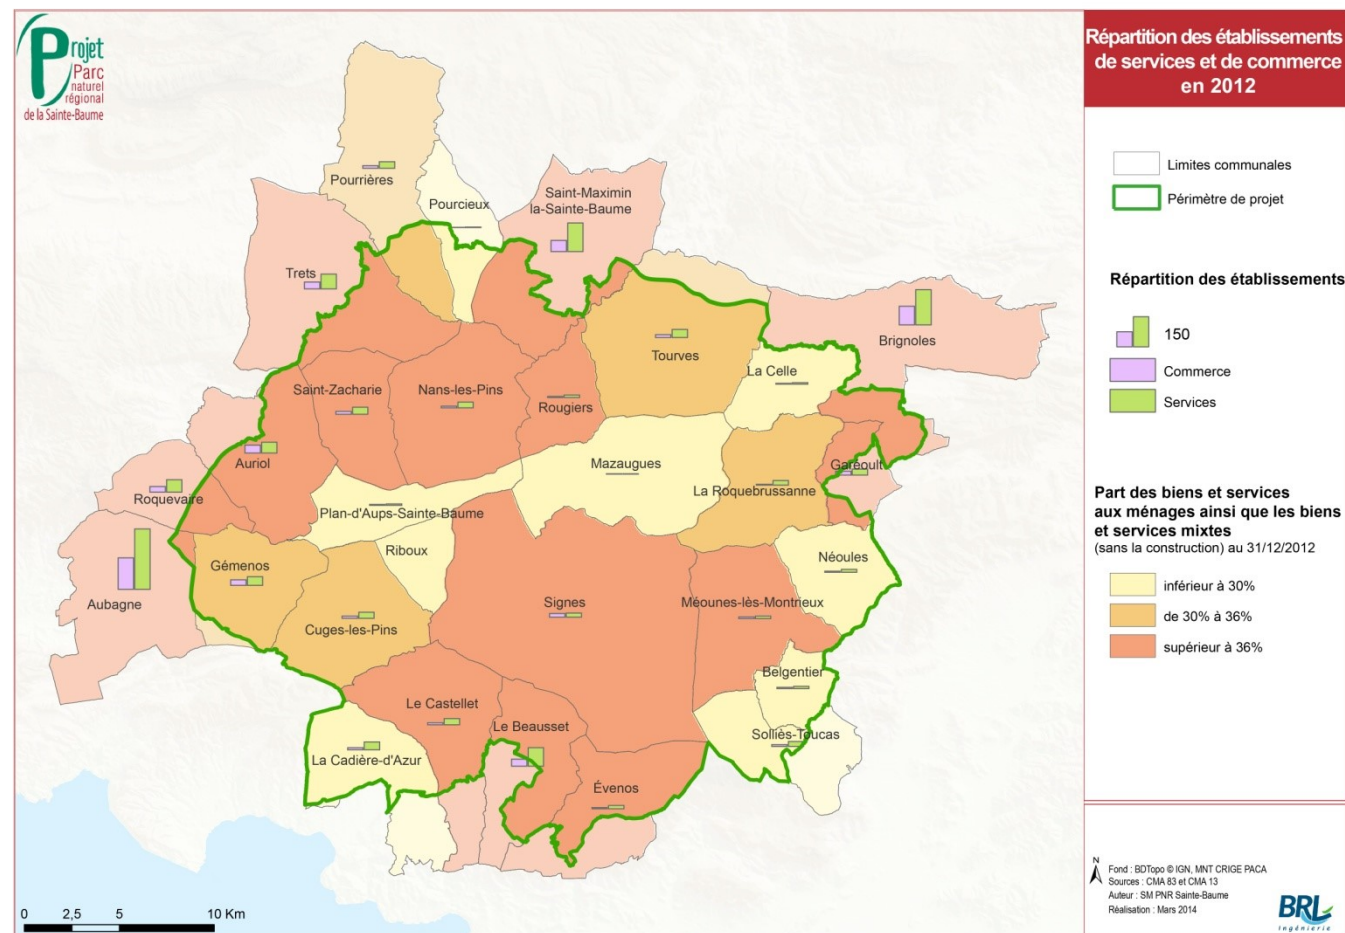 Projet
Parc
naturel
régional
de la Sainte-Baume
Répartition des établissements
de services et de commerce
en 2012
Limites communales
Périmètre de projet
Répartition des établissements
150
Commerce
Services
Part des biens et services
aux ménages ainsi que les biens
et services mixtes
(sans la construction) au 31/12/2012
inférieur à 30%
de 30% à 36%
supérieur à 36%
Pourrières
Pourcieux
Saint-Maximin
la-Sainte-Baume
Trets
Brignoles
Tourves
La Celle
Saint-Zacharie
Nans-les-Pins
Rougiers
Auriol
Mazaugues
Garéoult
La Roquebrussanne
Roquevaire
Plan-d'Aups-Sainte-Baume
Riboux
Gémenos
Néoules
Aubagne
Signes
Méounes-lès-Montrieux
Cuges-les-Pins
Belgentier
Le Castellet
Le Beausset
Solliès-Toucas
La Cadière-d'Azur
Évenos
0 2,5 5 10 Km
N
Fond : BDTopo © IGN, MNT CRIGE PACA
Sources : CMA 83 et CMA 13
Auteur : SM PNR Sainte-Baume
Réalisation : Mars 2014
BRL
Ingénierie